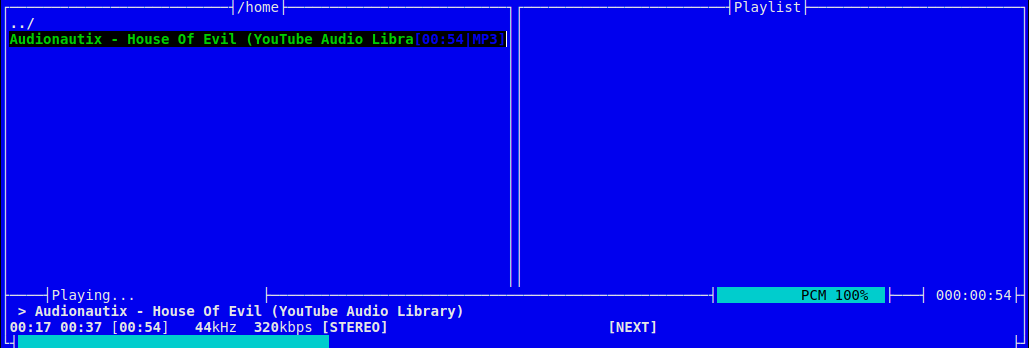 /home
Playlist
../
Audionautix - House Of Evil (YouTube Audio Libra[00:54|MP3]
Playing...
PCM 100%
000:00:54
> Audionautix - House Of Evil (YouTube Audio Library)
00:17 00:37 [00:54] 44kHz 320kbps [STEREO] [NEXT]